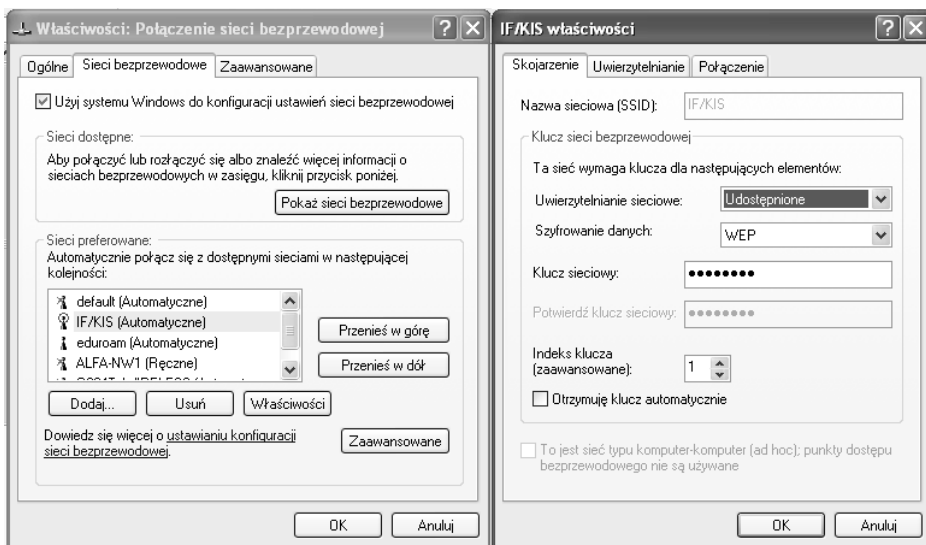 Właściwości: Połączenie sieci bezprzewodowej
Ogólne
Sieci bezprzewodowe
Zaawansowane
Użyj systemu Windows do konfiguracji ustawień sieci bezprzewodowej
Sieci dostępne:
Aby połączyć lub rozłączyć się albo znaleźć więcej informacji o
sieciach bezprzewodowych w zasięgu, kliknij przycisk poniżej.
Pokaż sieci bezprzewodowe
Sieci preferowane:
Automatycznie połącz się z dostępnymi sieciami w następującej
kolejności:
default (Automatyczne)
IF/KIS (Automatyczne)
eduroam (Automatyczne)
ALFA-NW1 (Ręczne)
Przenieś w górę
Przenieś w dół
Dodaj...
Usuń
Właściwości
Dowiedz się więcej o ustawianiu konfiguracji
sieci bezprzewodowej.
Zaawansowane
OK
Anuluj
IF/KIS właściwości
Skojarzenie
Uwierzytelnianie
Połączenie
Nazwa sieciowa (SSID):
IF/KIS
Klucz sieci bezprzewodowej
Ta sieć wymaga klucza dla następujących elementów:
Uwierzytelnianie sieciowe:
Udostępnione
Szyfrowanie danych:
WEP
Klucz sieciowy:
••••••••
Potwierdź klucz sieciowy:
••••••••
Indeks klucza
(zaawansowane):
1
Otrzymuję klucz automatycznie
To jest sieć typu komputer-komputer (ad hoc); punkty dostępu
bezprzewodowego nie są używane
OK
Anuluj